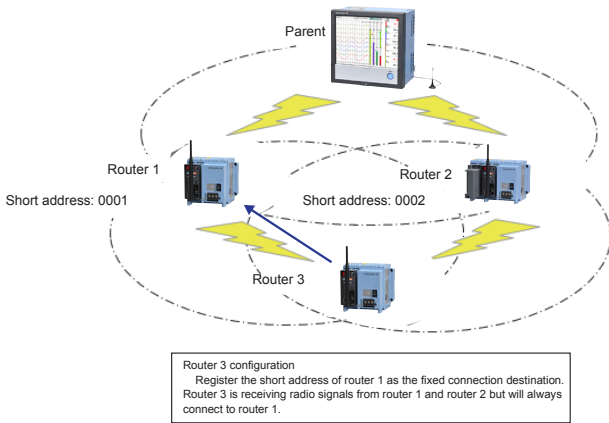 Parent
Router 1
Router 2
Short address: 0001
Short address: 0002
Router 3
Router 3 configuration
Register the short address of router 1 as the fixed connection destination.
Router 3 is receiving radio signals from router 1 and router 2 but will always
connect to router 1.